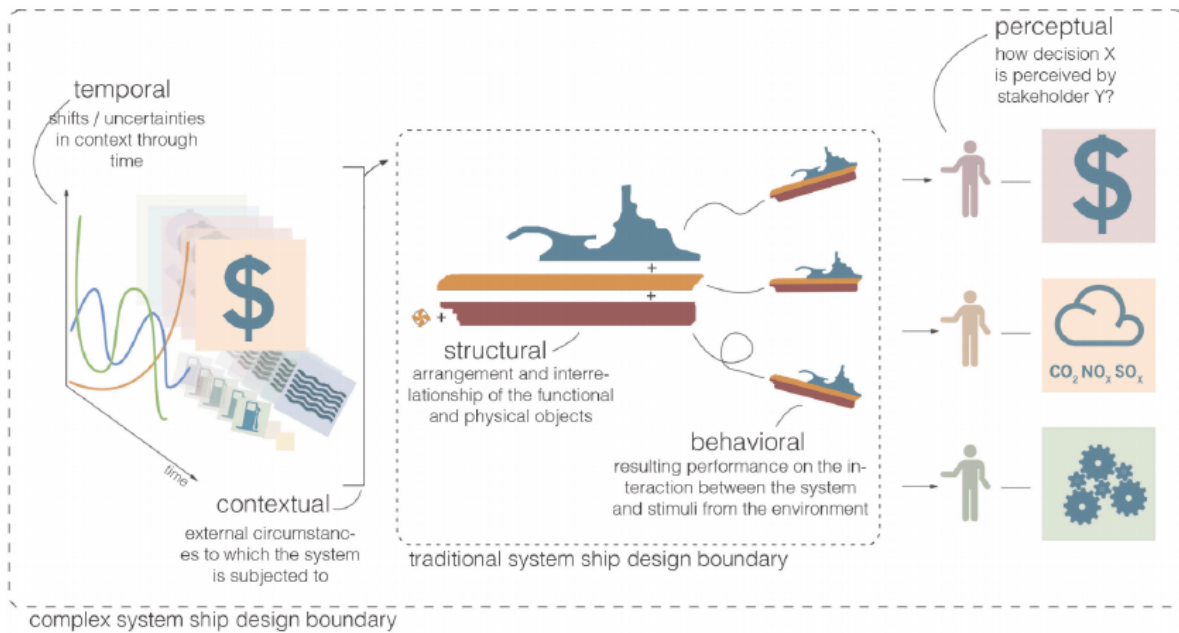 perceptual
how decision X
is perceived by
stakeholder Y?
temporal
shifts / uncertainties
in context through
time
$
$
+
+
+
structural
arrangement and interre-
lationship of the functional
and physical objects
CO₂ NOₓ SOₓ
behavioral
resulting performance on the in-
teraction between the system
and stimuli from the environment
time
contextual
external circumstanc-
es to which the system
is subjected to
traditional system ship design boundary
complex system ship design boundary